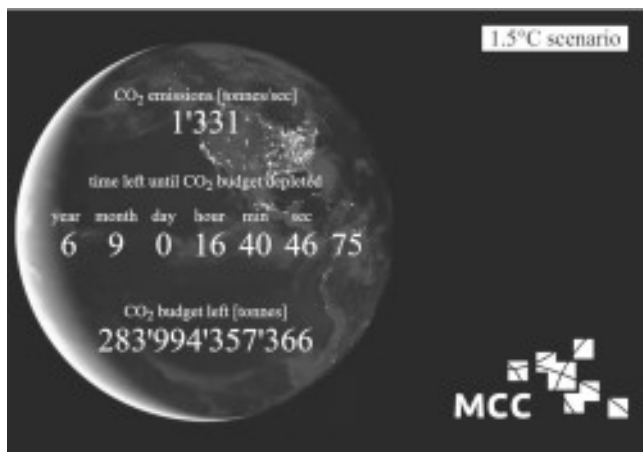 1.5°C scenario
CO₂ emissions [tonnes/sec]
1'331
time left until CO₂ budget depleted
year month day hour min sec
6 9 0 16 40 46 75
CO₂ budget left [tonnes]
283'994'357'366
MCC